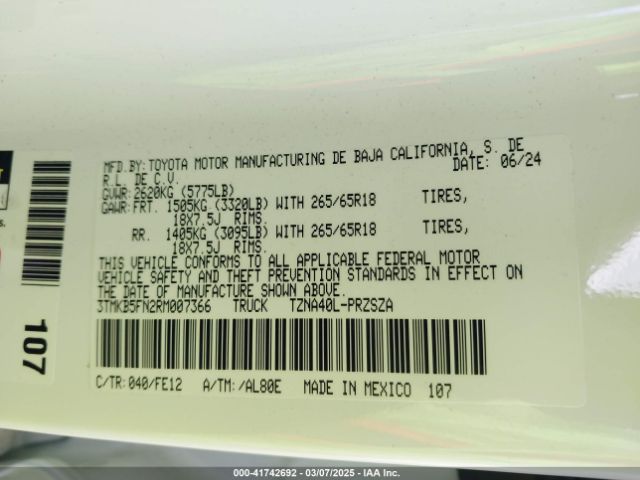 MFD. BY: TOYOTA MOTOR MANUFACTURING DE BAJA CALIFORNIA, S. DE
R.L. DE C.V.
DATE: 06/24
GVWR: 2620KG (5775LB)
GAWR: FRT. 1505KG (3320LB) WITH 265/65R18 TIRES,
18X7.5J RIMS.
RR. 1405KG (3095LB) WITH 265/65R18 TIRES,
18X7.5J RIMS.
THIS VEHICLE CONFORMS TO ALL APPLICABLE FEDERAL MOTOR
VEHICLE SAFETY AND THEFT PREVENTION STANDARDS IN EFFECT ON
THE DATE OF MANUFACTURE SHOWN ABOVE.
3TMKB5FN2RM007366 TRUCK TZNA40L-PRZSZA
C/TR: 040/FE12 A/TM: /AL80E MADE IN MEXICO 107
107
s.
000-41742692 — 03/07/2025 — IAA Inc.